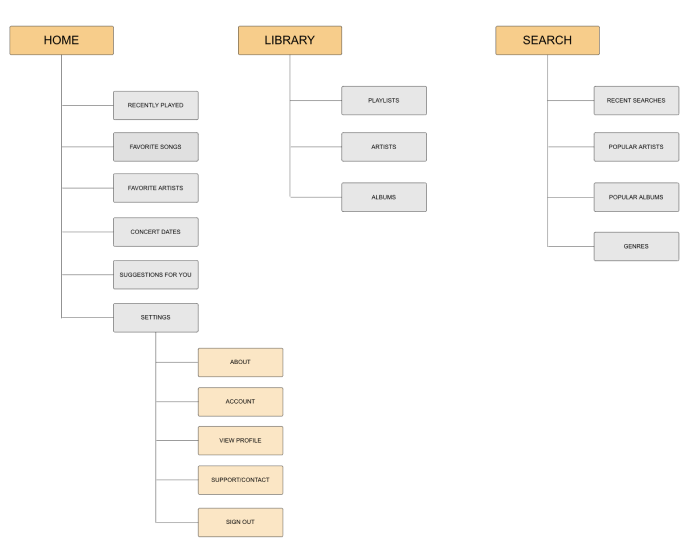 HOME
RECENTLY PLAYED
FAVORITE SONGS
FAVORITE ARTISTS
CONCERT DATES
SUGGESTIONS FOR YOU
SETTINGS
ABOUT
ACCOUNT
VIEW PROFILE
SUPPORT/CONTACT
SIGN OUT
LIBRARY
PLAYLISTS
ARTISTS
ALBUMS
SEARCH
RECENT SEARCHES
POPULAR ARTISTS
POPULAR ALBUMS
GENRES